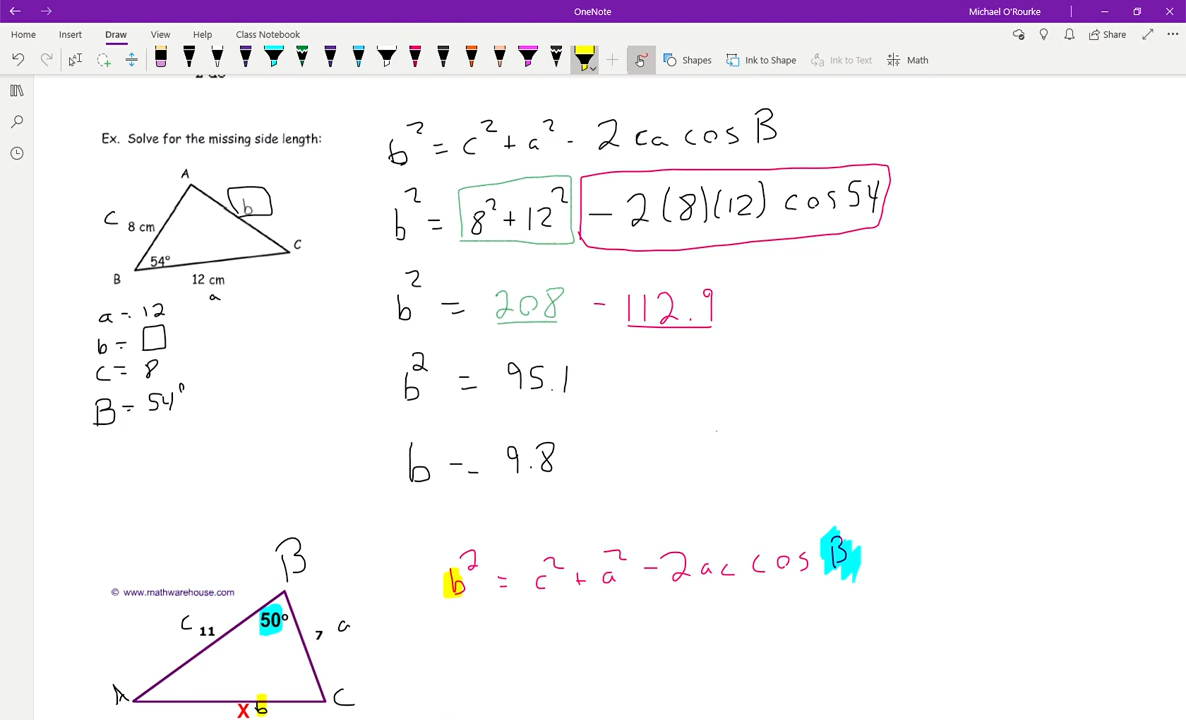 OneNote
Michael O'Rourke
Home Insert Draw View Help Class Notebook
Share
Shapes Ink to Shape Ink to Text Math
Ex. Solve for the missing side length:
A
b
C
8 cm
C
54°
B
12 cm
a
a = 12
b = □
c = 8
B = 54°
b² = c² + a² - 2 ca cos B
b² = 8² + 12² - 2(8)(12) cos 54
b² = 208 - 112.9
b² = 95.1
b = 9.8
B
© www.mathwarehouse.com
50°
C 11
7 a
A
C
X b
b² = c² + a² - 2 ac cos B